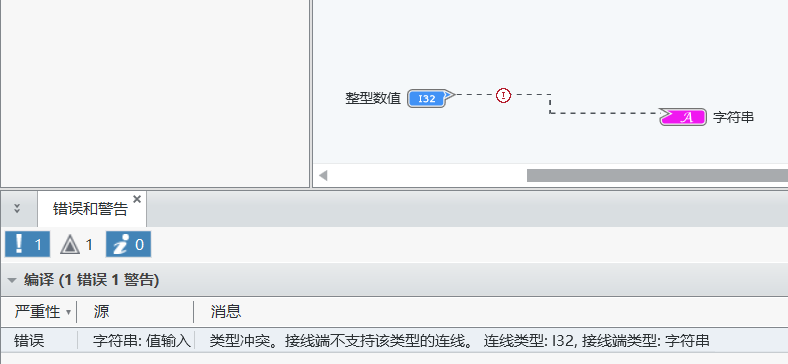 整型数值 I32
A 字符串
错误和警告
1 1 0
编译 (1 错误 1 警告)
严重性 源 消息
错误 字符串: 值输入 类型冲突。接线端不支持该类型的连线。 连线类型: I32, 接线端类型: 字符串